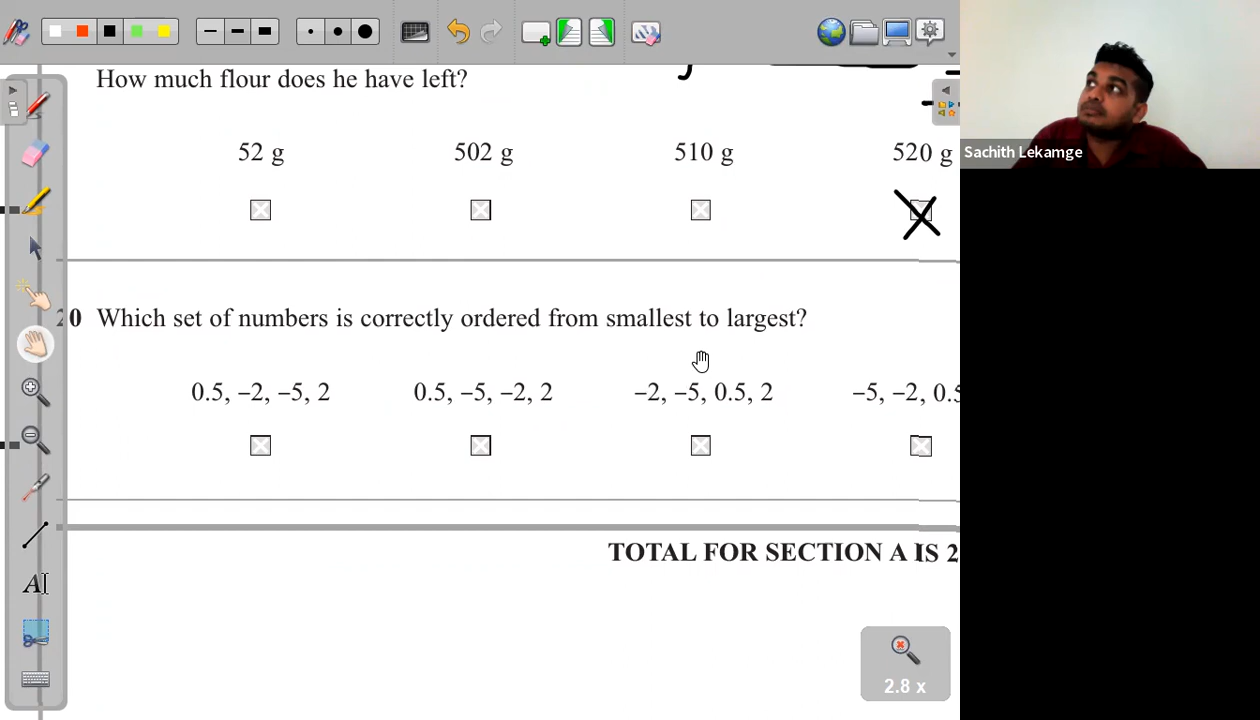 How much flour does he have left?
52 g 502 g 510 g 520 g
Sachith Lekamge
20 Which set of numbers is correctly ordered from smallest to largest?
0.5, –2, –5, 2 0.5, –5, –2, 2 –2, –5, 0.5, 2 –5, –2, 0.5
TOTAL FOR SECTION A IS 2
2.8 x